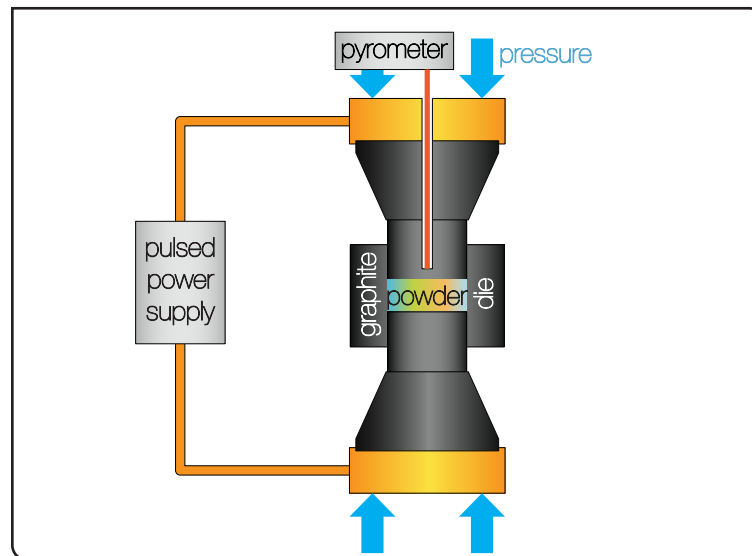 pyrometer
pressure
pulsed
power
supply
graphite
powder
die